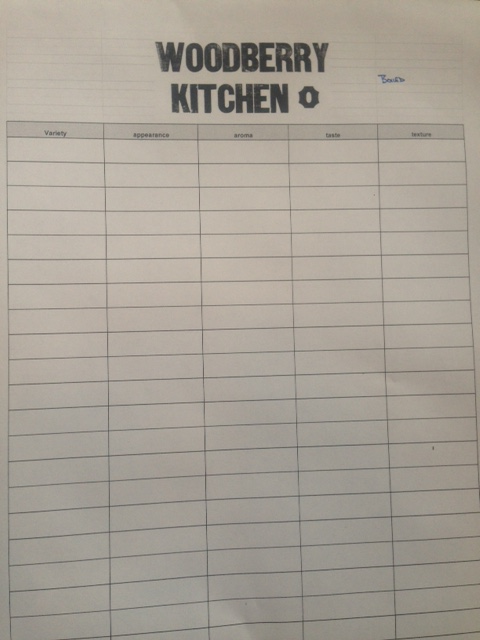 WOODBERRY
KITCHEN
Variety appearance aroma taste texture